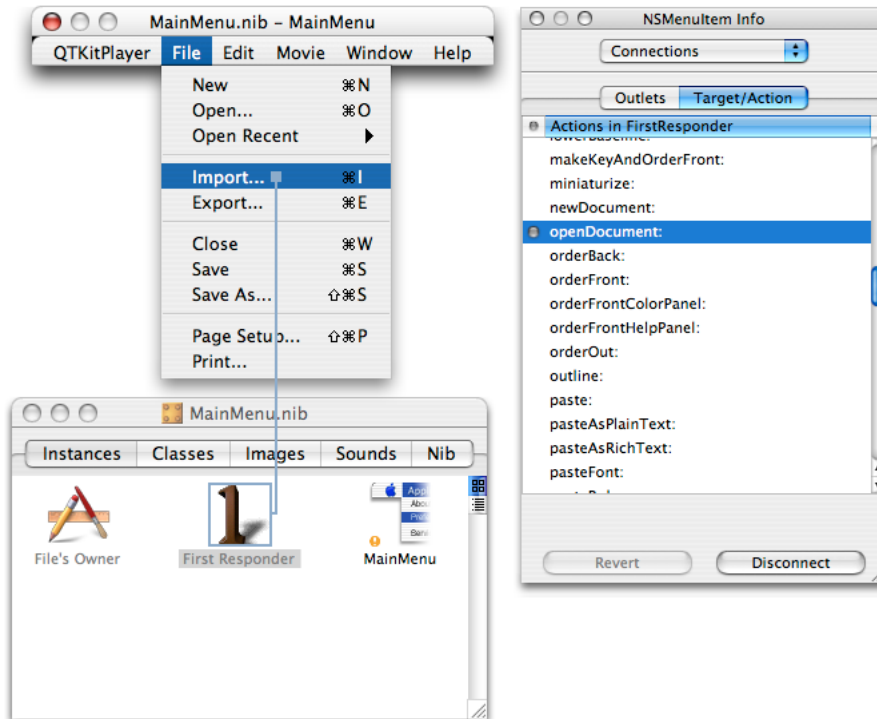 MainMenu.nib – MainMenu
QTKitPlayer File Edit Movie Window Help
New ⌘N
Open... ⌘O
Open Recent
Import... ⌘I
Export... ⌘E
Close ⌘W
Save ⌘S
Save As... ⇧⌘S
Page Setup... ⇧⌘P
Print...
MainMenu.nib
Instances Classes Images Sounds Nib
File's Owner
First Responder
MainMenu
NSMenuItem Info
Connections
Outlets Target/Action
Actions in FirstResponder
lowerBaseline:
makeKeyAndOrderFront:
miniaturize:
newDocument:
openDocument:
orderBack:
orderFront:
orderFrontColorPanel:
orderFrontHelpPanel:
orderOut:
outline:
paste:
pasteAsPlainText:
pasteAsRichText:
pasteFont:
Revert Disconnect